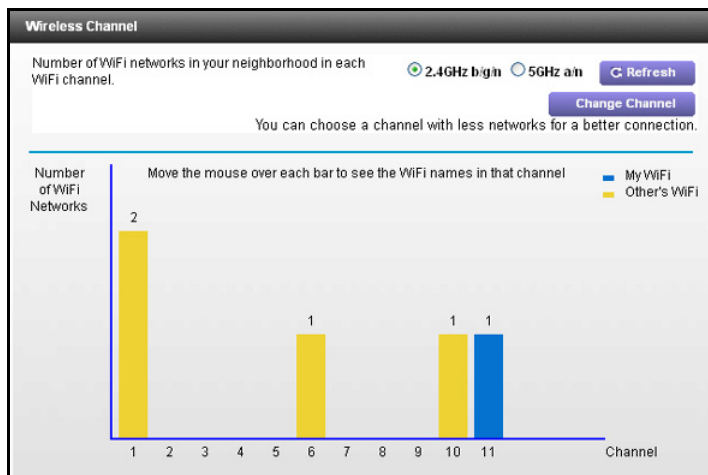 Wireless Channel
Number of WiFi networks in your neighborhood in each
WiFi channel.
2.4GHz b/g/n 5GHz a/n Refresh
Change Channel
You can choose a channel with less networks for a better connection.
Number
of WiFi
Networks
Move the mouse over each bar to see the WiFi names in that channel
My WiFi
Other's WiFi
2
1 1 1
1 2 3 4 5 6 7 8 9 10 11 Channel